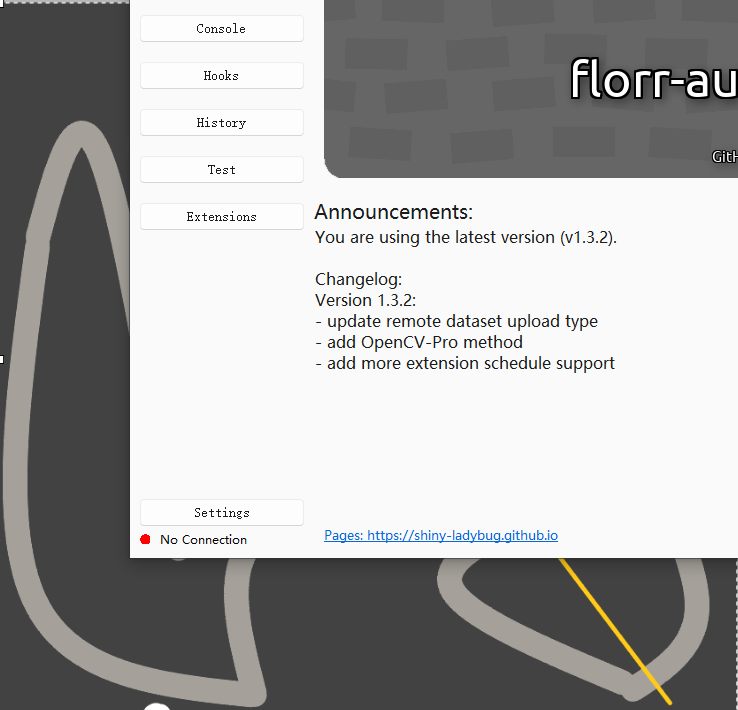 Console
Hooks
History
Test
Extensions
florr-au
GitH
Announcements:
You are using the latest version (v1.3.2).
Changelog:
Version 1.3.2:
- update remote dataset upload type
- add OpenCV-Pro method
- add more extension schedule support
Settings
No Connection
Pages: https://shiny-ladybug.github.io